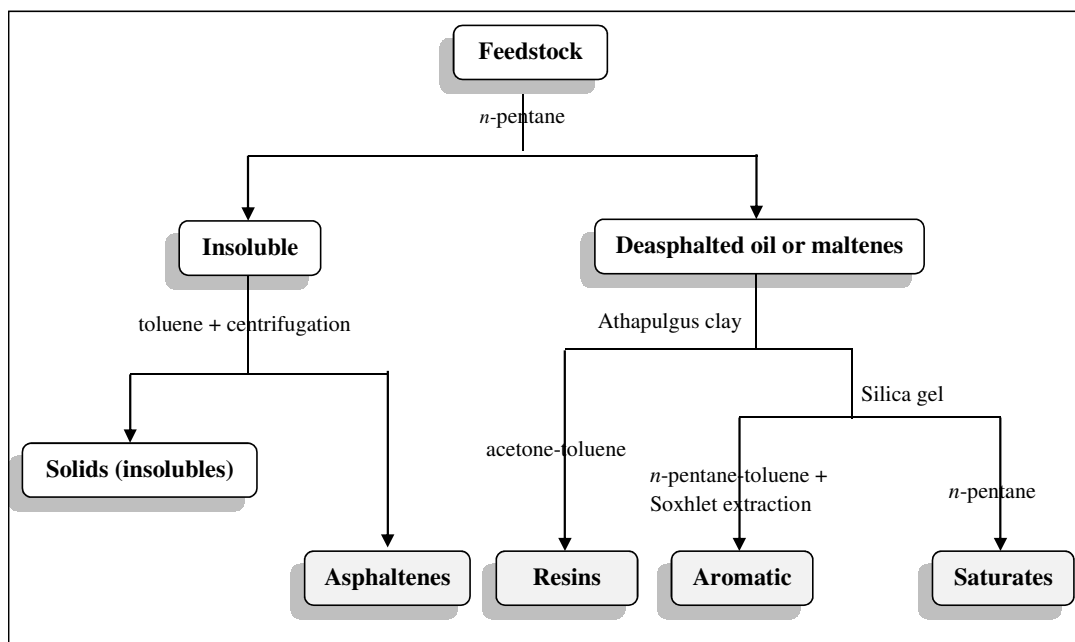 Feedstock
n-pentane
Insoluble
Deasphalted oil or maltenes
toluene + centrifugation
Athapulgus clay
Silica gel
Solids (insolubles)
acetone-toluene
n-pentane-toluene +
Soxhlet extraction
n-pentane
Asphaltenes
Resins
Aromatic
Saturates